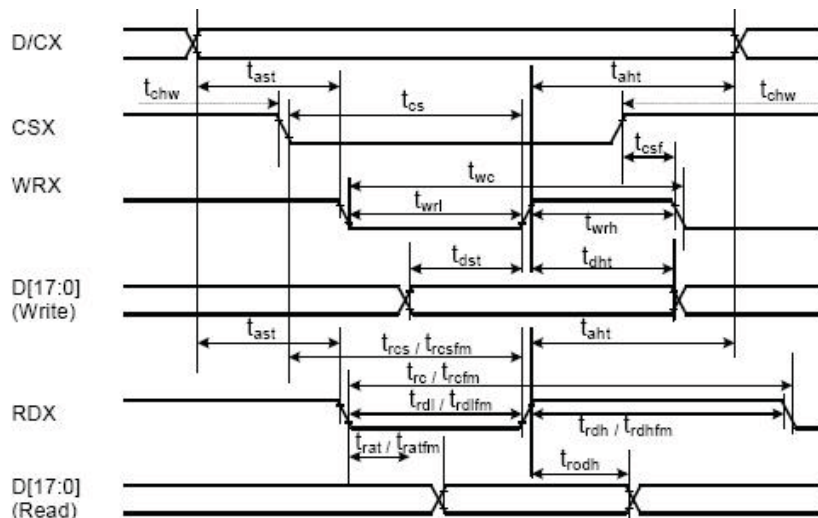 D/CX
tast
taht
tchw
tcs
tchw
CSX
tcsf
WRX
twc
twrl
twrh
tdst
tdht
D[17:0]
(Write)
tast
trcs / trcsfm
taht
trc / trcfm
RDX
trdl / trdlfm
trdh / trdhfm
trat / tratfm
trodh
D[17:0]
(Read)